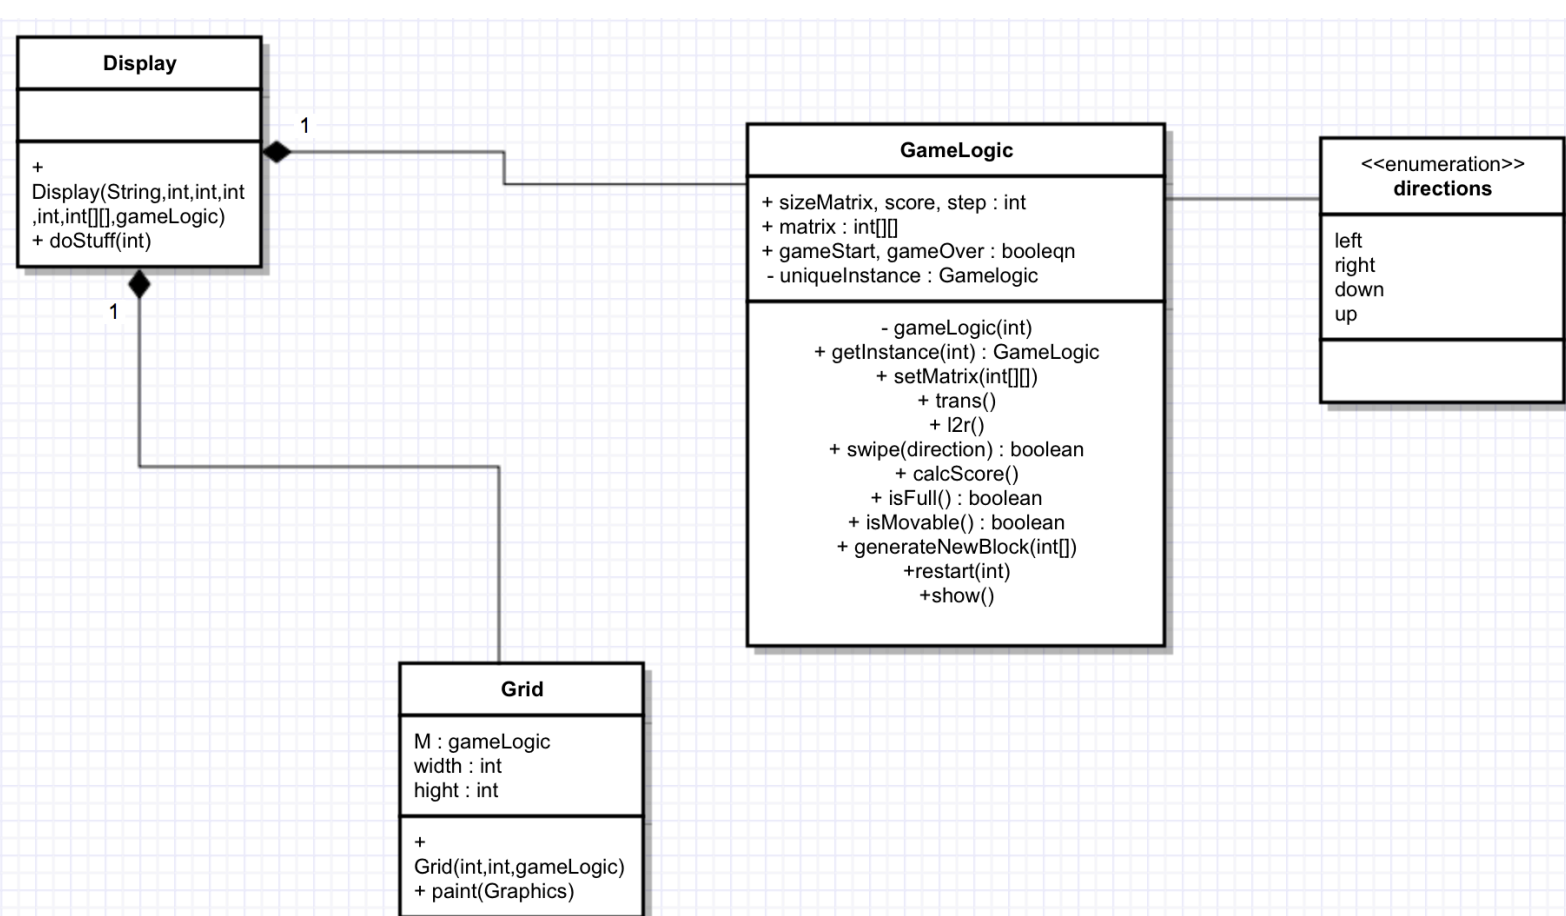 Display
+
Display(String,int,int,int
,int,int[][],gameLogic)
+ doStuff(int)
1
1
GameLogic
+ sizeMatrix, score, step : int
+ matrix : int[][]
+ gameStart, gameOver : booleqn
- uniqueInstance : Gamelogic
- gameLogic(int)
+ getInstance(int) : GameLogic
+ setMatrix(int[][])
+ trans()
+ l2r()
+ swipe(direction) : boolean
+ calcScore()
+ isFull() : boolean
+ isMovable() : boolean
+ generateNewBlock(int[])
+restart(int)
+show()
<<enumeration>>
directions
left
right
down
up
Grid
M : gameLogic
width : int
hight : int
+
Grid(int,int,gameLogic)
+ paint(Graphics)